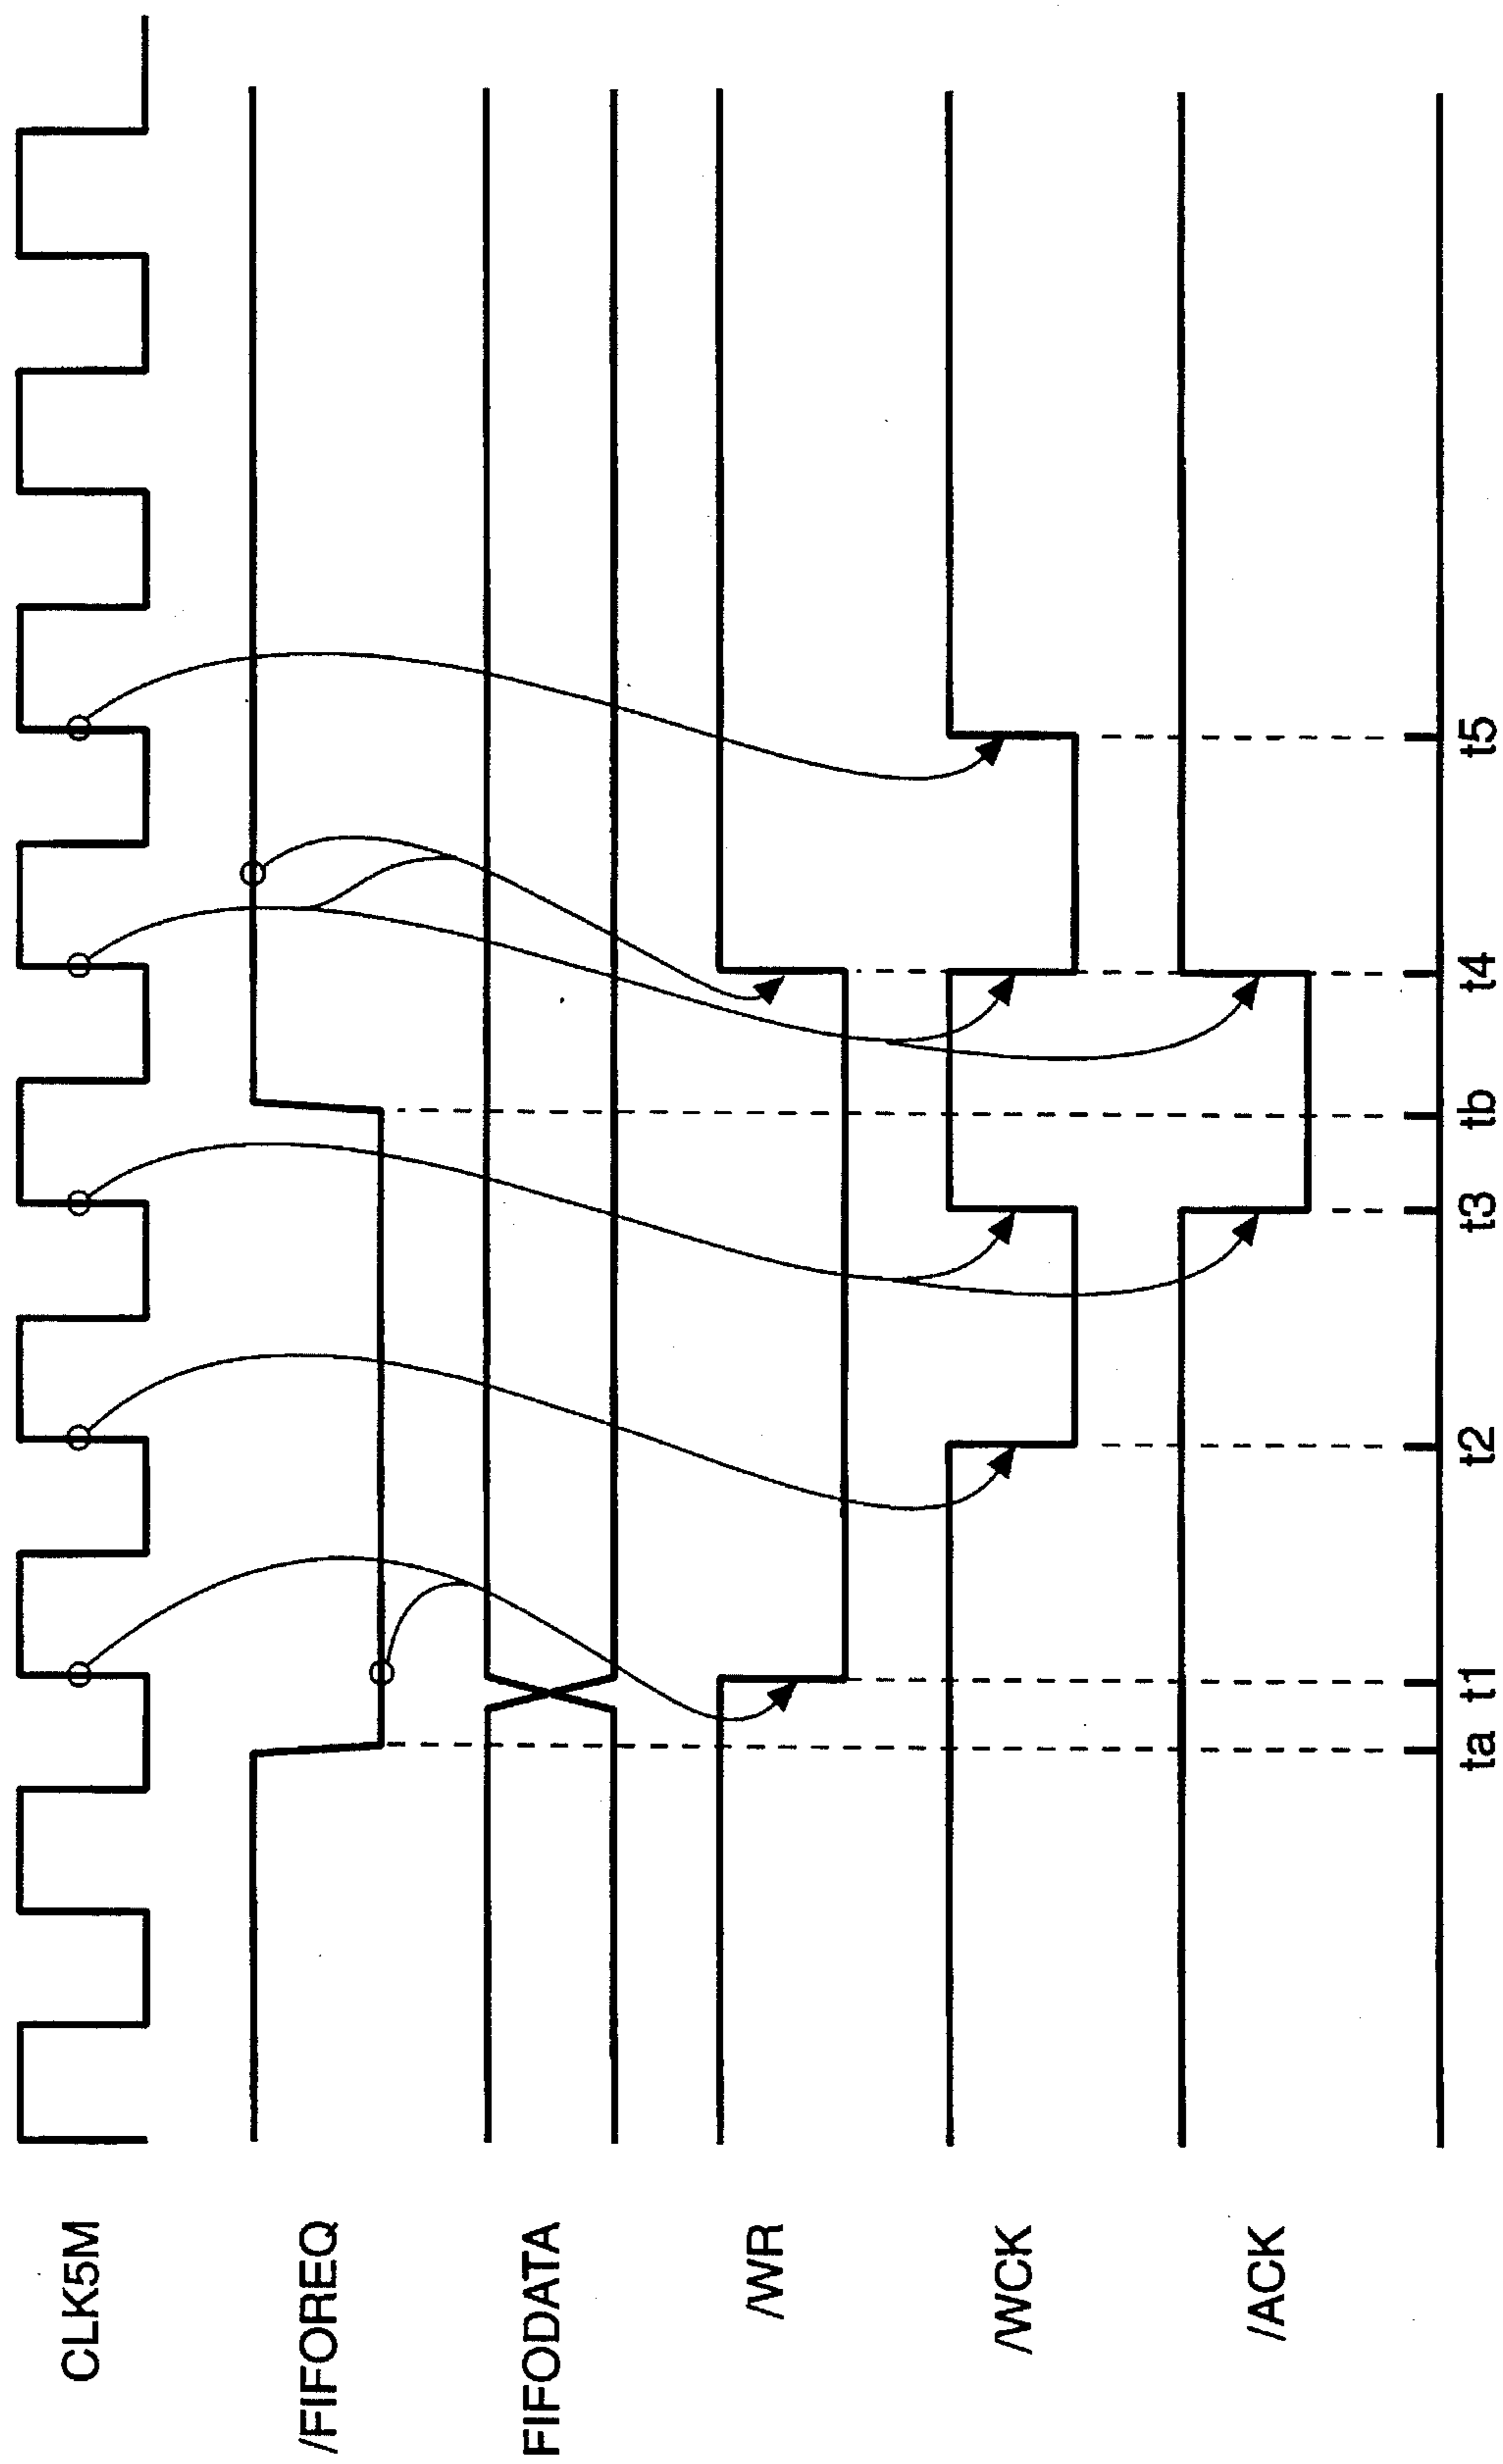 CLK5M
/FIFOREQ
FIFODATA
/WR
/WCK
/ACK
ta t1 t2 t3 tb t4 t5